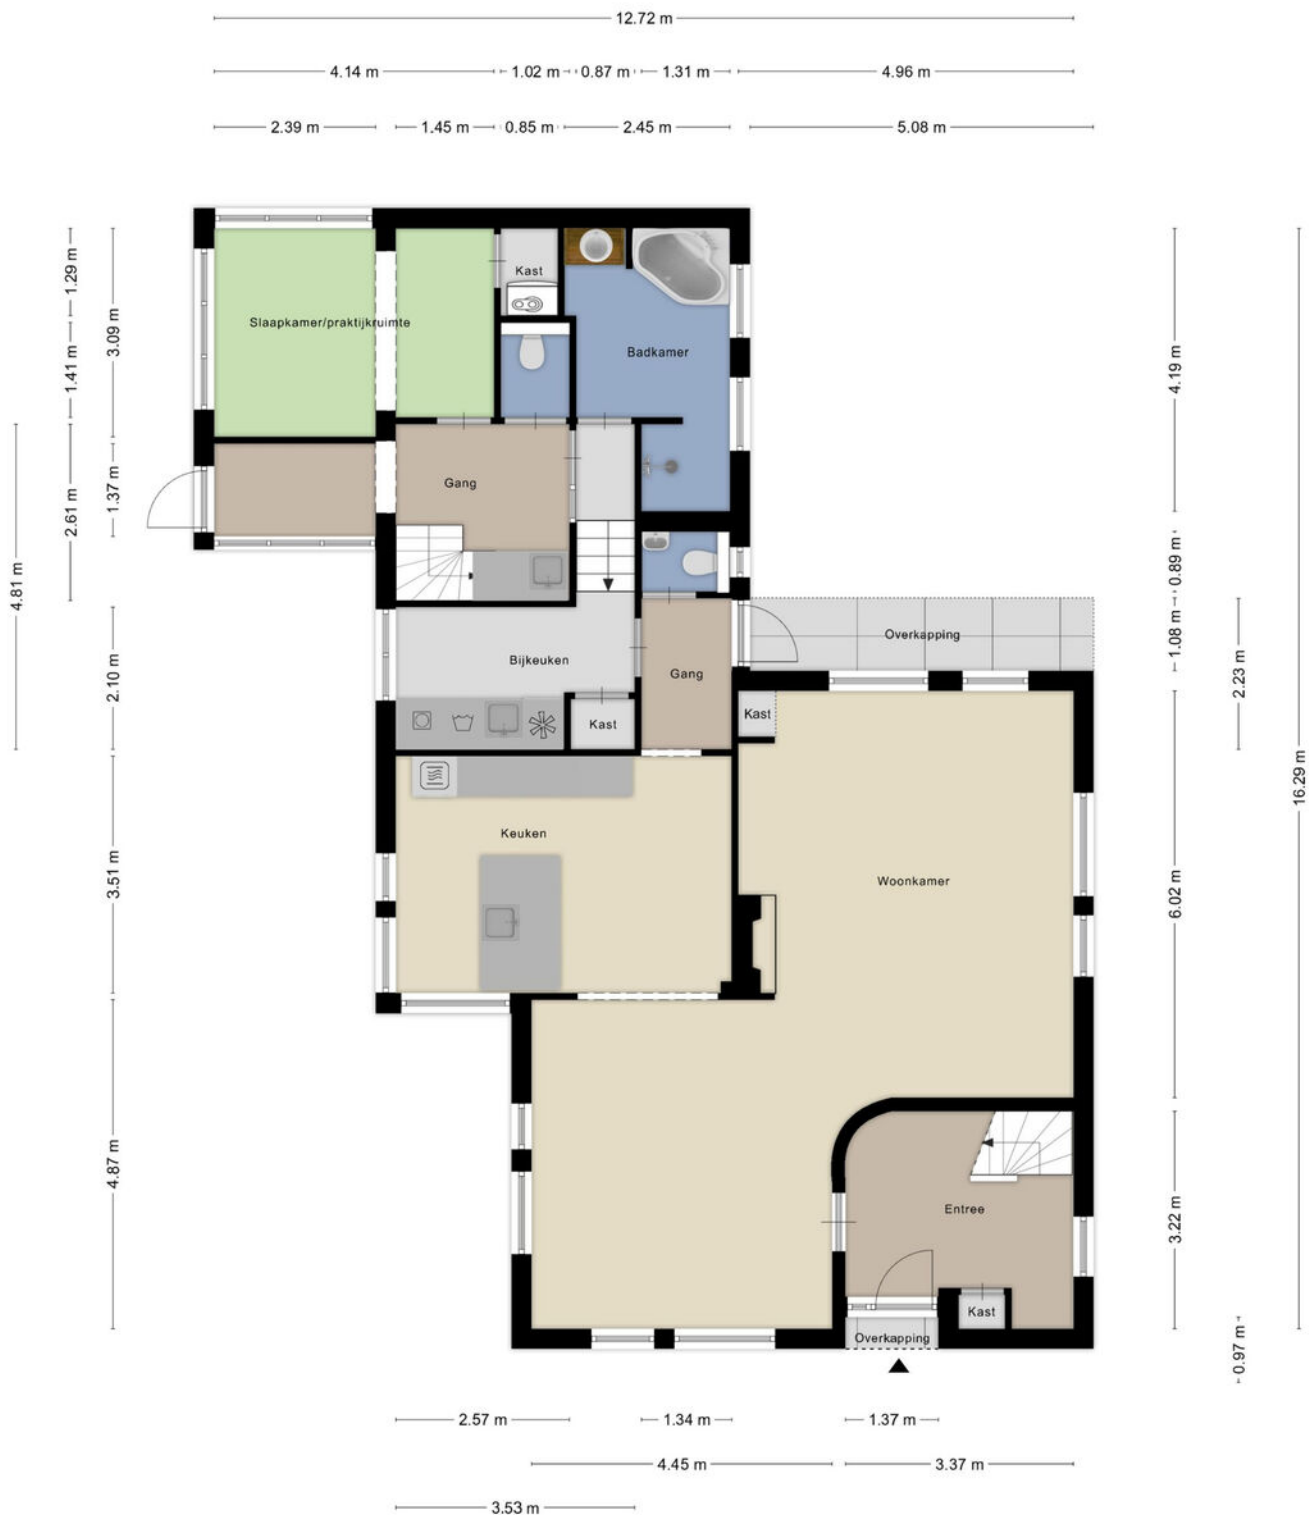 12.72 m
4.14 m
1.02 m
0.87 m
1.31 m
4.96 m
2.39 m
1.45 m
0.85 m
2.45 m
5.08 m
1.29 m
1.41 m
2.61 m
3.09 m
1.37 m
4.81 m
2.10 m
3.51 m
4.87 m
Kast
Slaapkamer/praktijkruimte
Badkamer
Gang
Overkapping
Bijkeuken
Gang
Kast
Kast
Keuken
Woonkamer
Entree
Kast
Overkapping
4.19 m
0.89 m
1.08 m
2.23 m
6.02 m
16.29 m
3.22 m
0.97 m
2.57 m
1.34 m
1.37 m
4.45 m
3.37 m
3.53 m